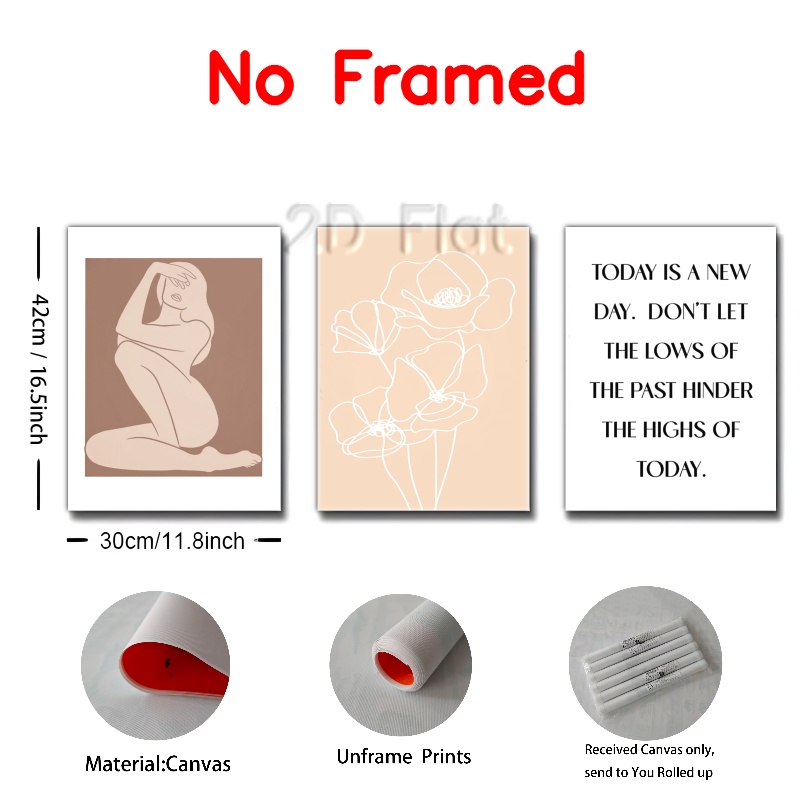 No Framed
2D Flat
42cm / 16.5inch
TODAY IS A NEW
DAY. DON'T LET
THE LOWS OF
THE PAST HINDER
THE HIGHS OF
TODAY.
30cm/11.8inch
Material:Canvas
Unframe Prints
Received Canvas only,
send to You Rolled up